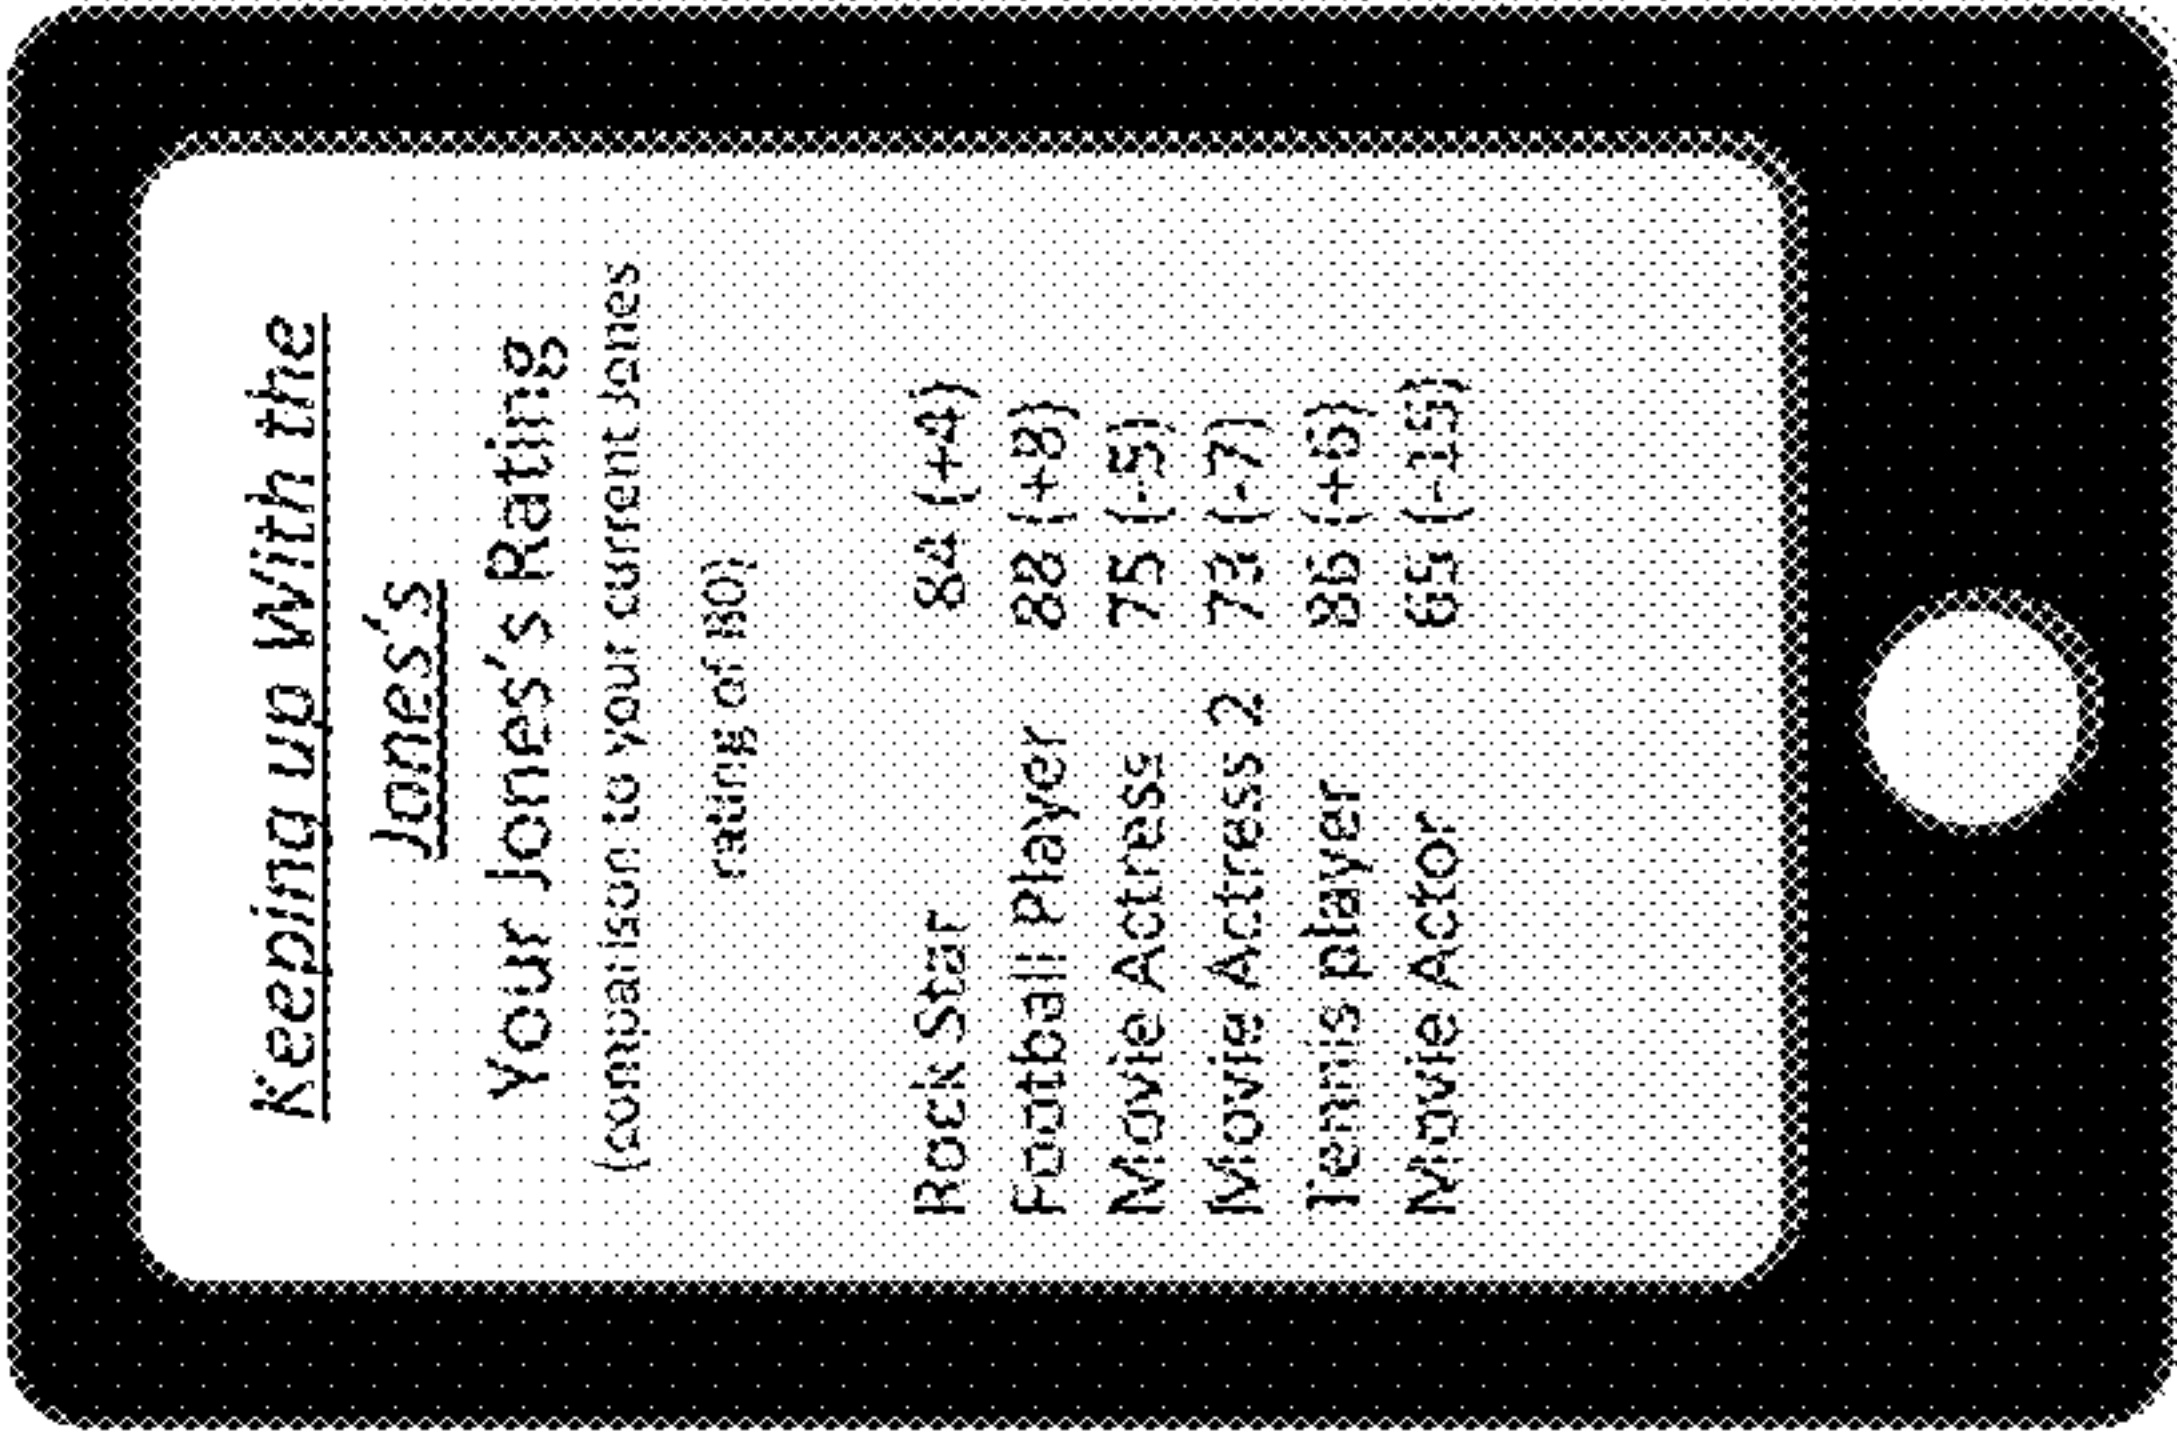 Keeping up With the
Jones's
Your Jones's Rating
(comparison to your current Jones
rating of 80)
Rock Star 84 (+4)
Football Player 88 (+8)
Movie Actress 75 (-5)
Movie Actress 2 73 (-7)
Tennis player 86 (+6)
Movie Actor 65 (-15)